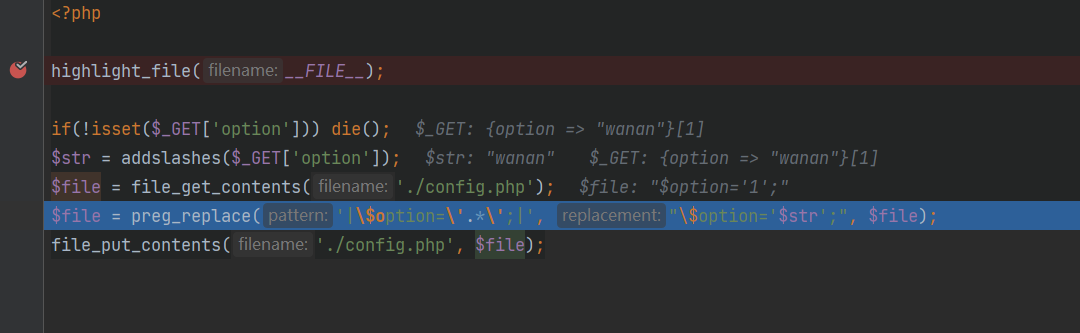 <?php
highlight_file( filename: __FILE__);
if(!isset($_GET['option'])) die(); $_GET: {option => "wanan"}[1]
$str = addslashes($_GET['option']); $str: "wanan" $_GET: {option => "wanan"}[1]
$file = file_get_contents( filename: './config.php'); $file: "$option='1';"
$file = preg_replace( pattern: '|\$option=\'.*\';|', replacement: "\$option='$str';", $file);
file_put_contents( filename: './config.php', $file);